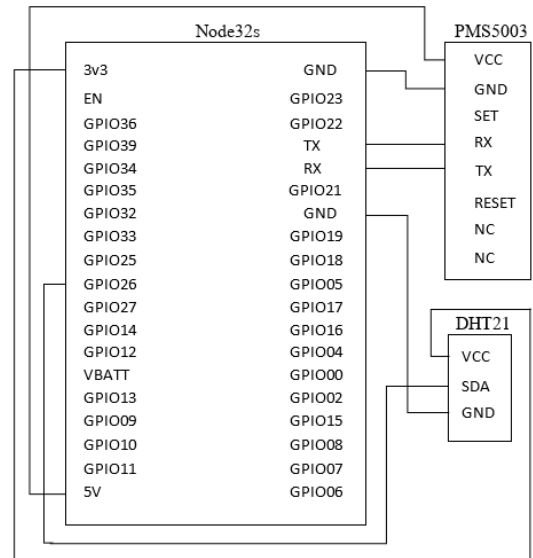 Node32s
3v3 GND
EN GPIO23
GPIO36 GPIO22
GPIO39 TX
GPIO34 RX
GPIO35 GPIO21
GPIO32 GND
GPIO33 GPIO19
GPIO25 GPIO18
GPIO26 GPIO05
GPIO27 GPIO17
GPIO14 GPIO16
GPIO12 GPIO04
VBATT GPIO00
GPIO13 GPIO02
GPIO09 GPIO15
GPIO10 GPIO08
GPIO11 GPIO07
5V GPIO06
PMS5003
VCC
GND
SET
RX
TX
RESET
NC
NC
DHT21
VCC
SDA
GND